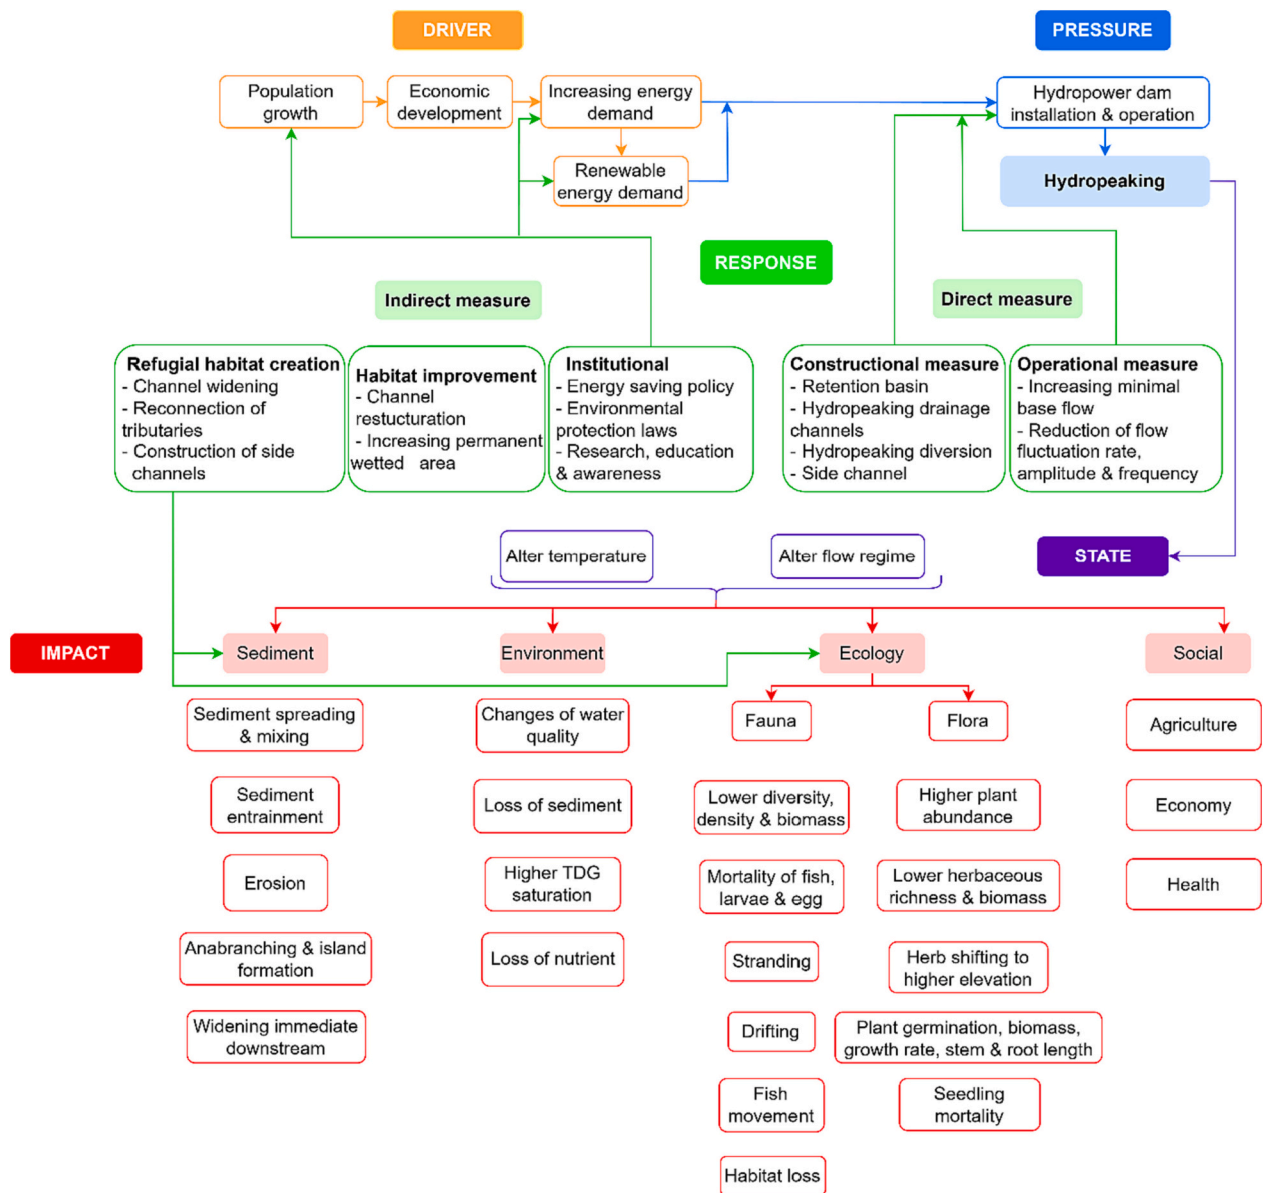 DRIVER
PRESSURE
Population
growth
Economic
development
Increasing energy
demand
Hydropower dam
installation & operation
Renewable
energy demand
Hydropeaking
RESPONSE
Indirect measure
Direct measure
Refugial habitat creation
- Channel widening
- Reconnection of
tributaries
- Construction of side
channels
Habitat improvement
- Channel
restucturation
- Increasing permanent
wetted area
Institutional
- Energy saving policy
- Environmental
protection laws
- Research, education
& awareness
Constructional measure
- Retention basin
- Hydropeaking drainage
channels
- Hydropeaking diversion
- Side channel
Operational measure
- Increasing minimal
base flow
- Reduction of flow
fluctuation rate,
amplitude & frequency
Alter temperature
Alter flow regime
STATE
IMPACT
Sediment
Environment
Ecology
Social
Sediment spreading
& mixing
Sediment
entrainment
Erosion
Anabranching & island
formation
Widening immediate
downstream
Changes of water
quality
Loss of sediment
Higher TDG
saturation
Loss of nutrient
Fauna
Lower diversity,
density & biomass
Mortality of fish,
larvae & egg
Stranding
Drifting
Fish
movement
Habitat loss
Flora
Higher plant
abundance
Lower herbaceous
richness & biomass
Herb shifting to
higher elevation
Plant germination, biomass,
growth rate, stem & root length
Seedling
mortality
Agriculture
Economy
Health